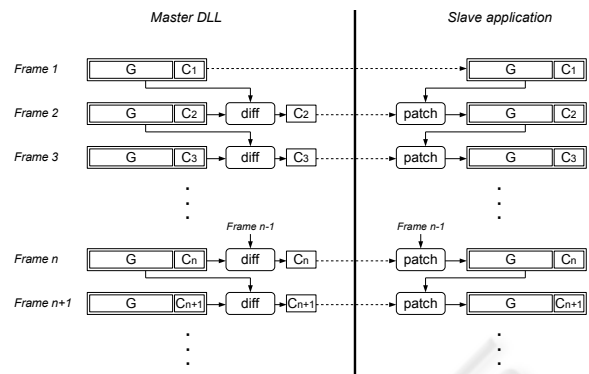 Master DLL Slave application
Frame 1 G C1 G C1
Frame 2 G C2 diff C2 patch G C2
Frame 3 G C3 diff C3 patch G C3
Frame n-1 Frame n-1
Frame n G Cn diff Cn patch G Cn
Frame n+1 G Cn+1 diff Cn+1 patch G Cn+1